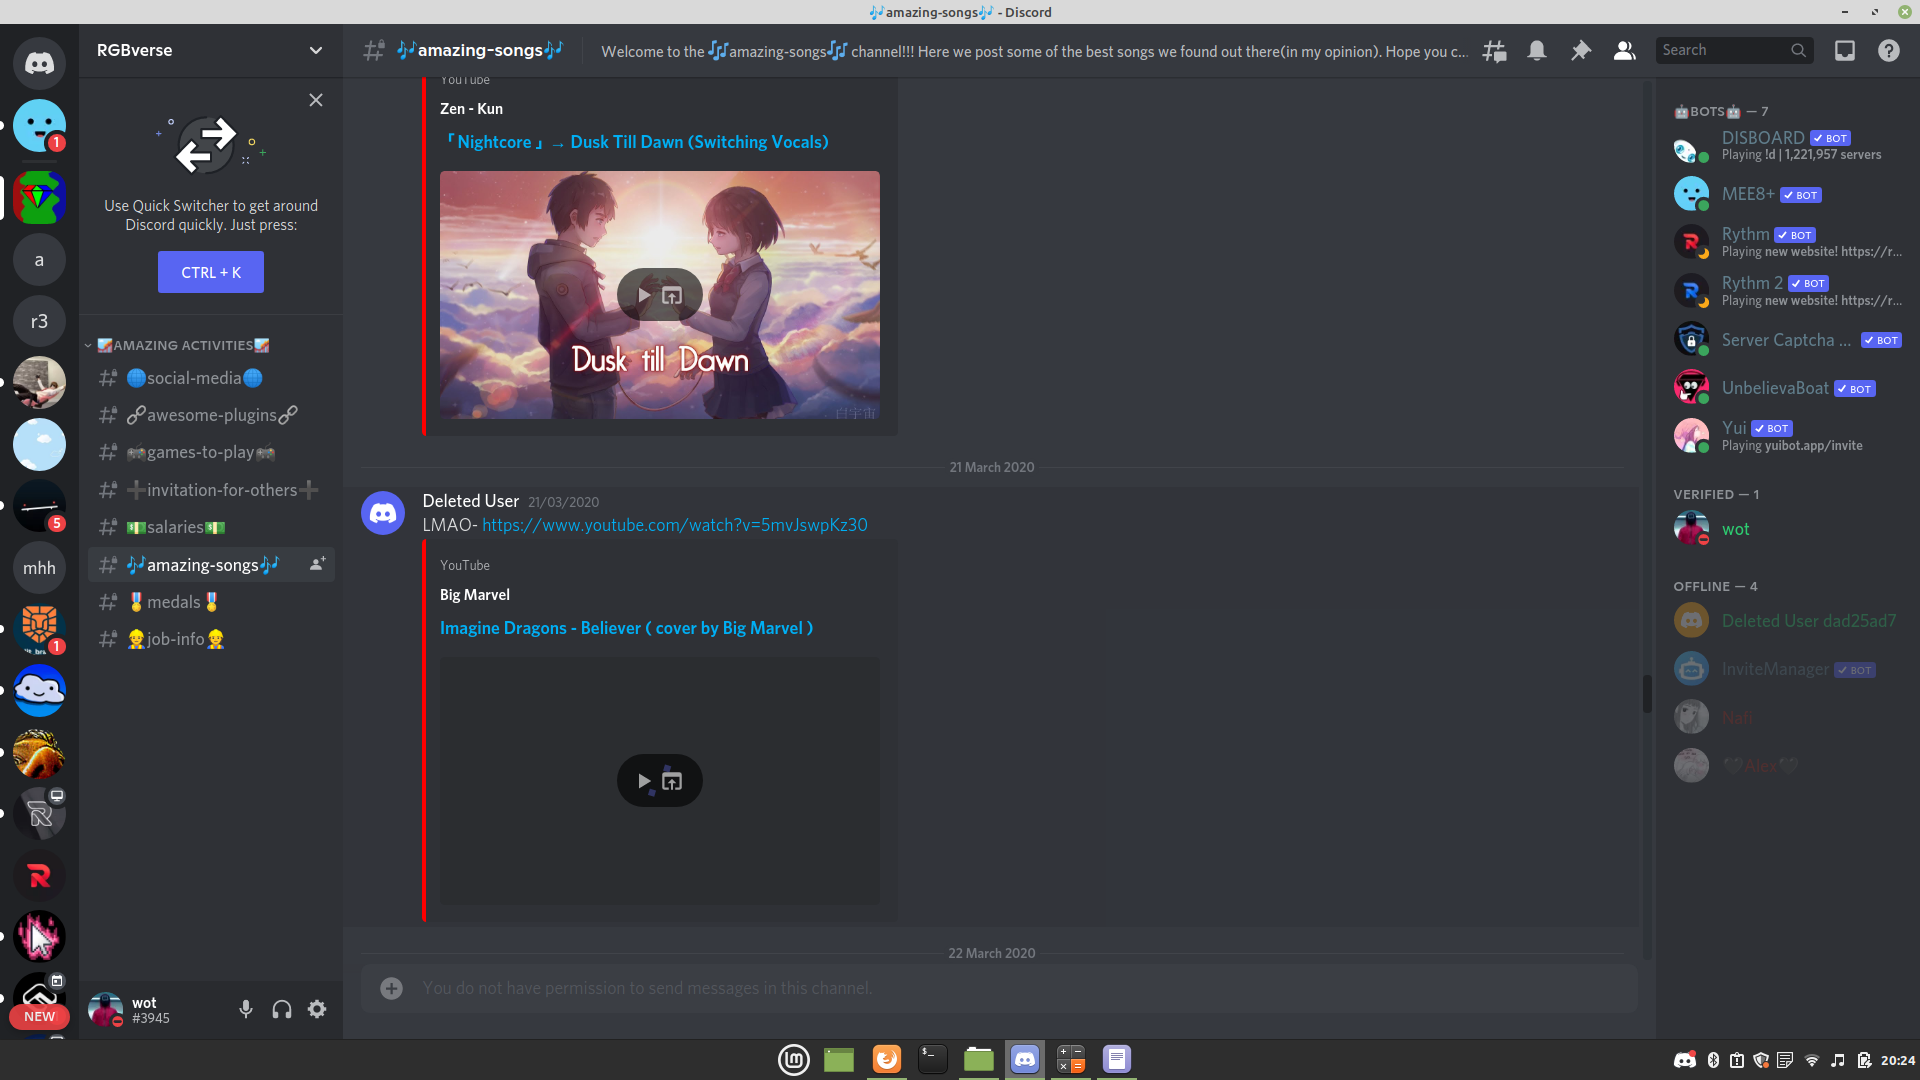 🎶amazing-songs🎶 - Discord
RGBverse
🎶amazing-songs🎶
Welcome to the 🎶amazing-songs🎶 channel!!! Here we post some of the best songs we found out there(in my opinion). Hope you c...
Search
Use Quick Switcher to get around
Discord quickly. Just press:
CTRL + K
AMAZING ACTIVITIES
🌐social-media🌐
🔗awesome-plugins🔗
🎮games-to-play🎮
➕invitation-for-others➕
💵salaries💵
🎶amazing-songs🎶
🏅medals🏅
👷job-info👷
1
a
r3
5
mhh
1
NEW
wot
#3945
YouTube
Zen - Kun
「Nightcore」→ Dusk Till Dawn (Switching Vocals)
Dusk till Dawn
白宇宙
21 March 2020
Deleted User 21/03/2020
LMAO- https://www.youtube.com/watch?v=5mvJswpKz30
YouTube
Big Marvel
Imagine Dragons - Believer ( cover by Big Marvel )
22 March 2020
You do not have permission to send messages in this channel.
🤖BOTS🤖 — 7
DISBOARD ✓ BOT
Playing !d | 1,221,957 servers
MEE8+ ✓ BOT
Rythm ✓ BOT
Playing new website! https://r...
Rythm 2 ✓ BOT
Playing new website! https://r...
Server Captcha ... ✓ BOT
UnbelievaBoat ✓ BOT
Yui ✓ BOT
Playing yuibot.app/invite
VERIFIED — 1
wot
OFFLINE — 4
Deleted User dad25ad7
InviteManager ✓ BOT
Nafi
🖤Alex🖤
20:24